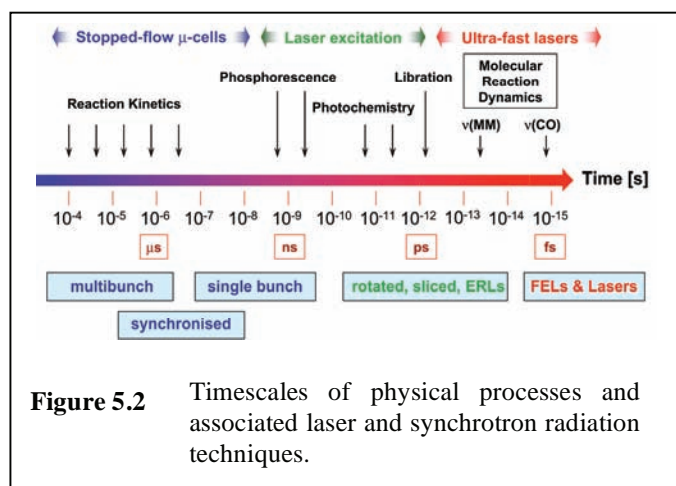 Stopped-flow μ-cells Laser excitation Ultra-fast lasers
Phosphorescence Libration Molecular
Reaction
Dynamics
Reaction Kinetics Photochemistry
ν(MM) ν(CO)
Time [s]
10-4 10-5 10-6 10-7 10-8 10-9 10-10 10-11 10-12 10-13 10-14 10-15
μs ns ps fs
multibunch single bunch rotated, sliced, ERLs FELs & Lasers
synchronised
Figure 5.2 Timescales of physical processes and
associated laser and synchrotron radiation
techniques.